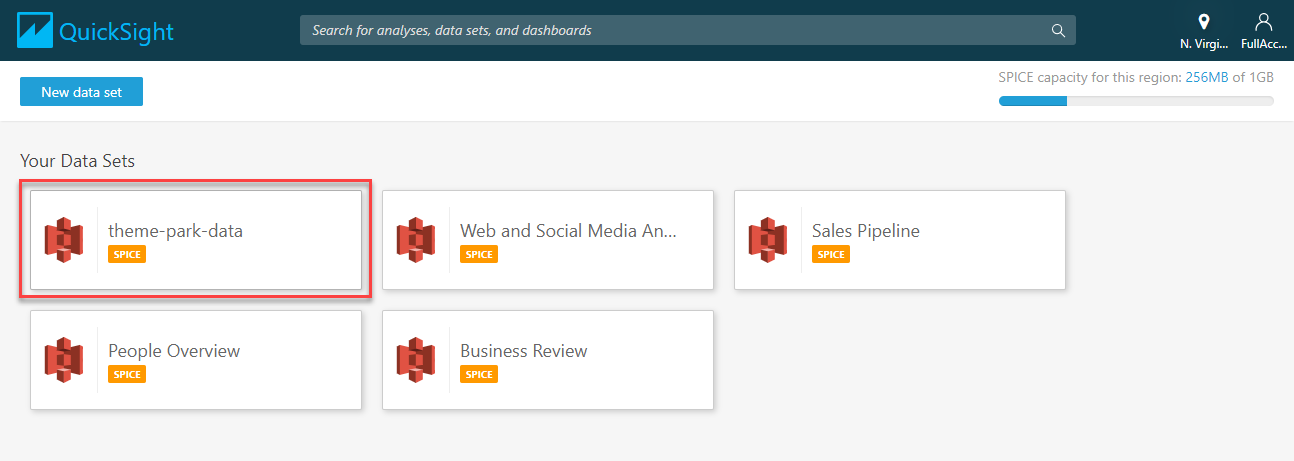 QuickSight
Search for analyses, data sets, and dashboards
N. Virgi...
FullAcc...
New data set
SPICE capacity for this region: 256MB of 1GB
Your Data Sets
theme-park-data
SPICE
Web and Social Media An...
SPICE
Sales Pipeline
SPICE
People Overview
SPICE
Business Review
SPICE